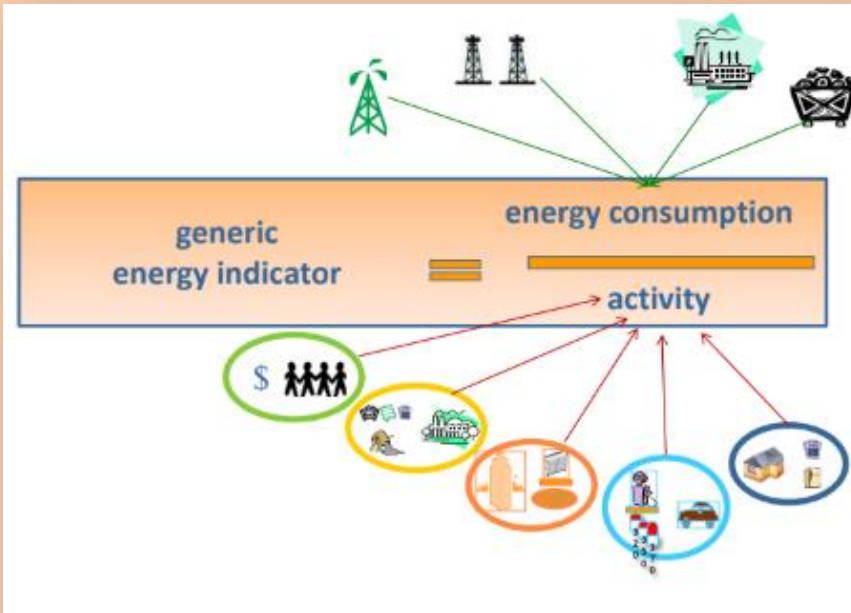 generic
energy indicator
=
energy consumption
activity
$